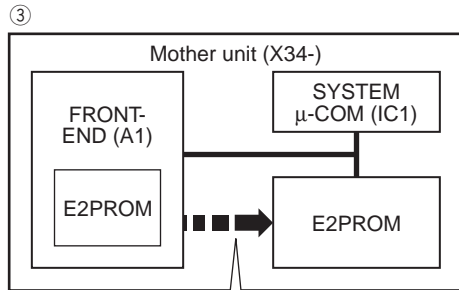 ③
Mother unit (X34-)
FRONT-
END (A1)
E2PROM
SYSTEM
µ-COM (IC1)
E2PROM